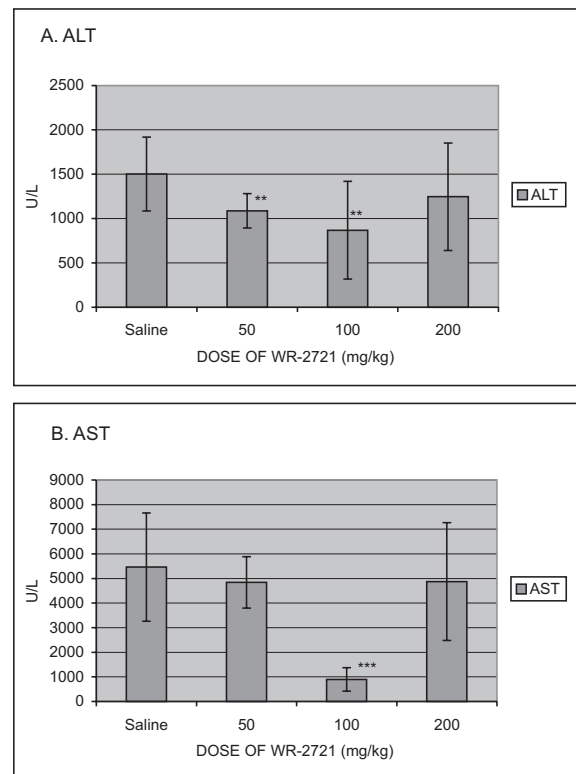 A. ALT
2500
2000
1500
1000
500
0
U/L
**
**
Saline 50 100 200
DOSE OF WR-2721 (mg/kg)
ALT
B. AST
9000
8000
7000
6000
5000
4000
3000
2000
1000
0
U/L
***
Saline 50 100 200
DOSE OF WR-2721 (mg/kg)
AST